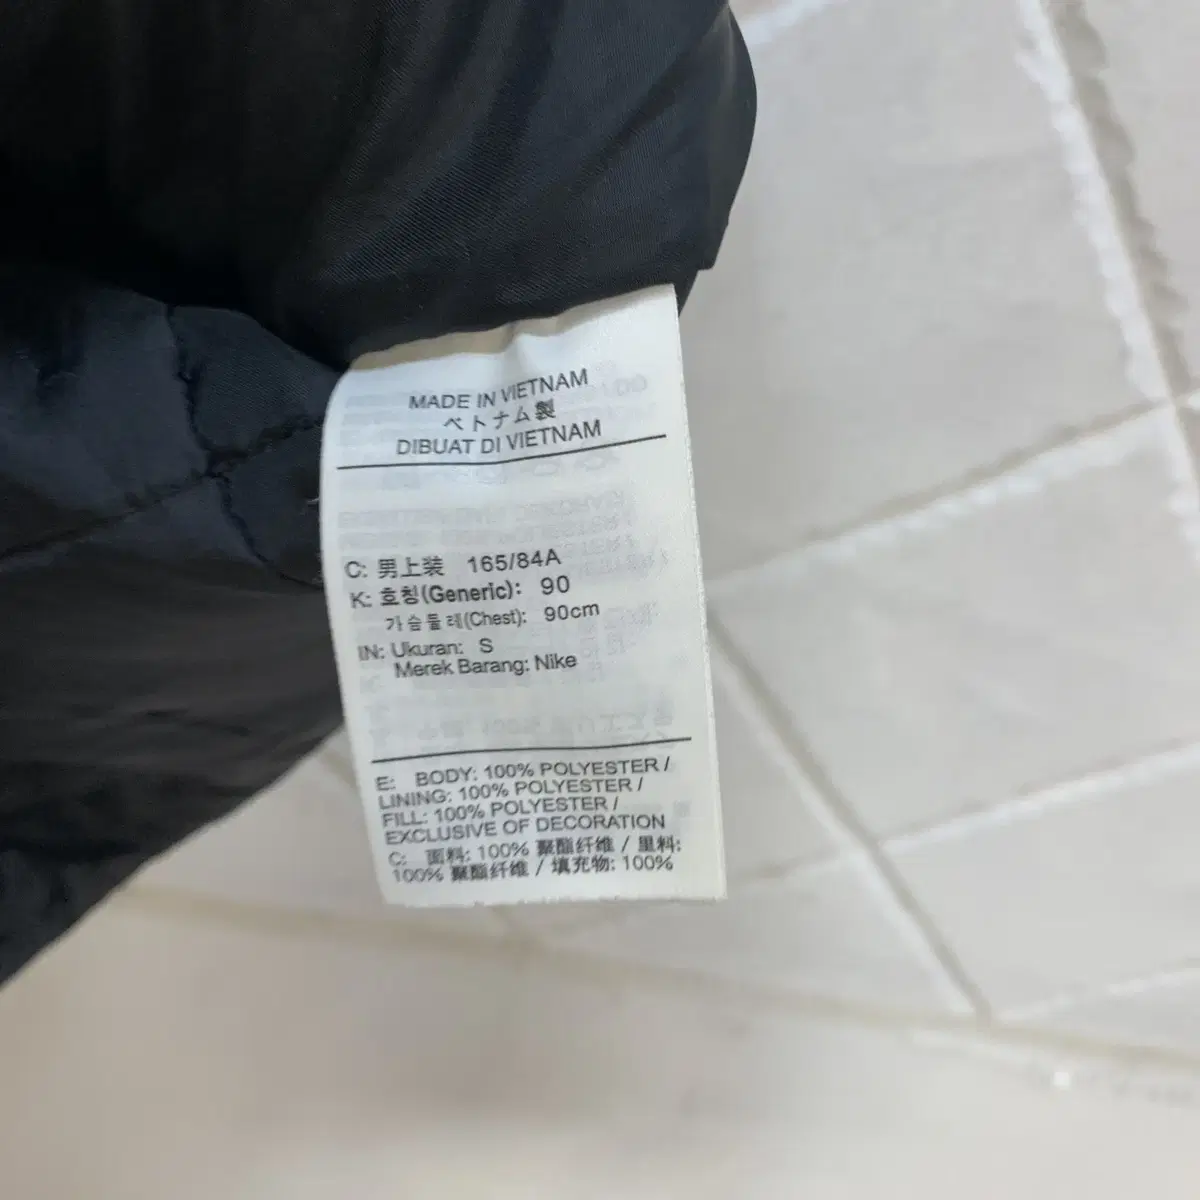 MADE IN VIETNAM
ベトナム製
DIBUAT DI VIETNAM
C: 男上装 165/84A
K: 호칭(Generic): 90
가슴둘레(Chest): 90cm
IN: Ukuran: S
Merek Barang: Nike
E: BODY: 100% POLYESTER /
LINING: 100% POLYESTER /
FILL: 100% POLYESTER /
EXCLUSIVE OF DECORATION
C: 面料: 100% 聚酯纤维 / 里料:
100% 聚酯纤维 / 填充物: 100%